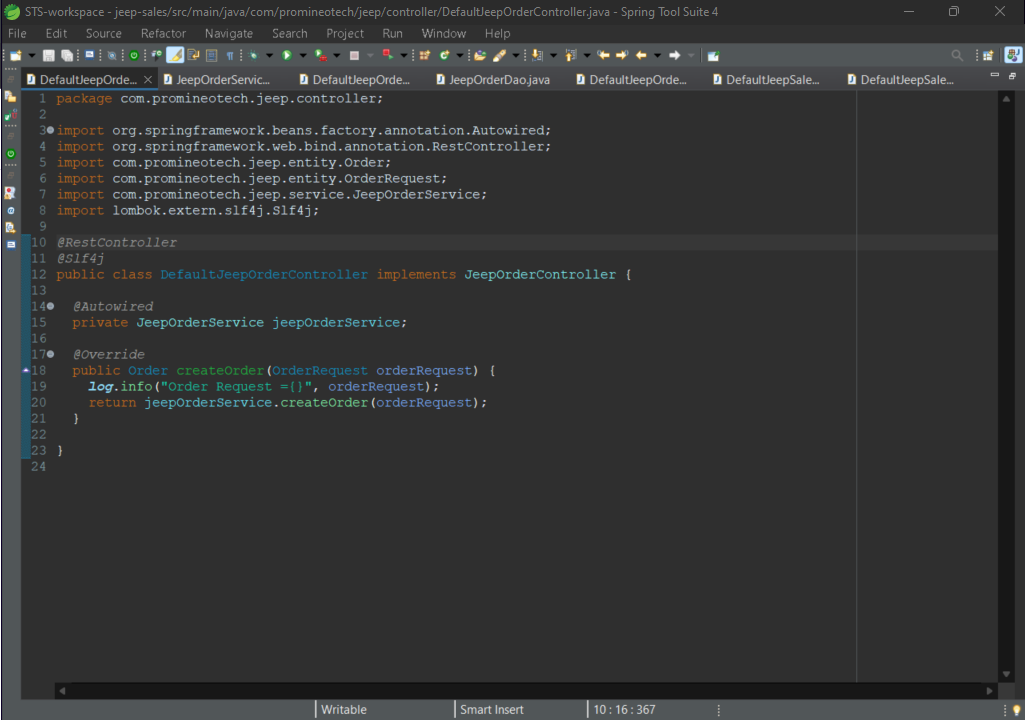 STS-workspace - jeep-sales/src/main/java/com/promineotech/jeep/controller/DefaultJeepOrderController.java - Spring Tool Suite 4
File Edit Source Refactor Navigate Search Project Run Window Help
DefaultJeepOrde... JeepOrderServic... DefaultJeepOrde... JeepOrderDao.java DefaultJeepOrde... DefaultJeepSale... DefaultJeepSale...
1 package com.promineotech.jeep.controller;
2
3 import org.springframework.beans.factory.annotation.Autowired;
4 import org.springframework.web.bind.annotation.RestController;
5 import com.promineotech.jeep.entity.Order;
6 import com.promineotech.jeep.entity.OrderRequest;
7 import com.promineotech.jeep.service.JeepOrderService;
8 import lombok.extern.slf4j.Slf4j;
9
10 @RestController
11 @Slf4j
12 public class DefaultJeepOrderController implements JeepOrderController {
13
14 @Autowired
15 private JeepOrderService jeepOrderService;
16
17 @Override
18 public Order createOrder(OrderRequest orderRequest) {
19 log.info("Order Request ={}", orderRequest);
20 return jeepOrderService.createOrder(orderRequest);
21 }
22
23 }
24
Writable Smart Insert 10 : 16 : 367